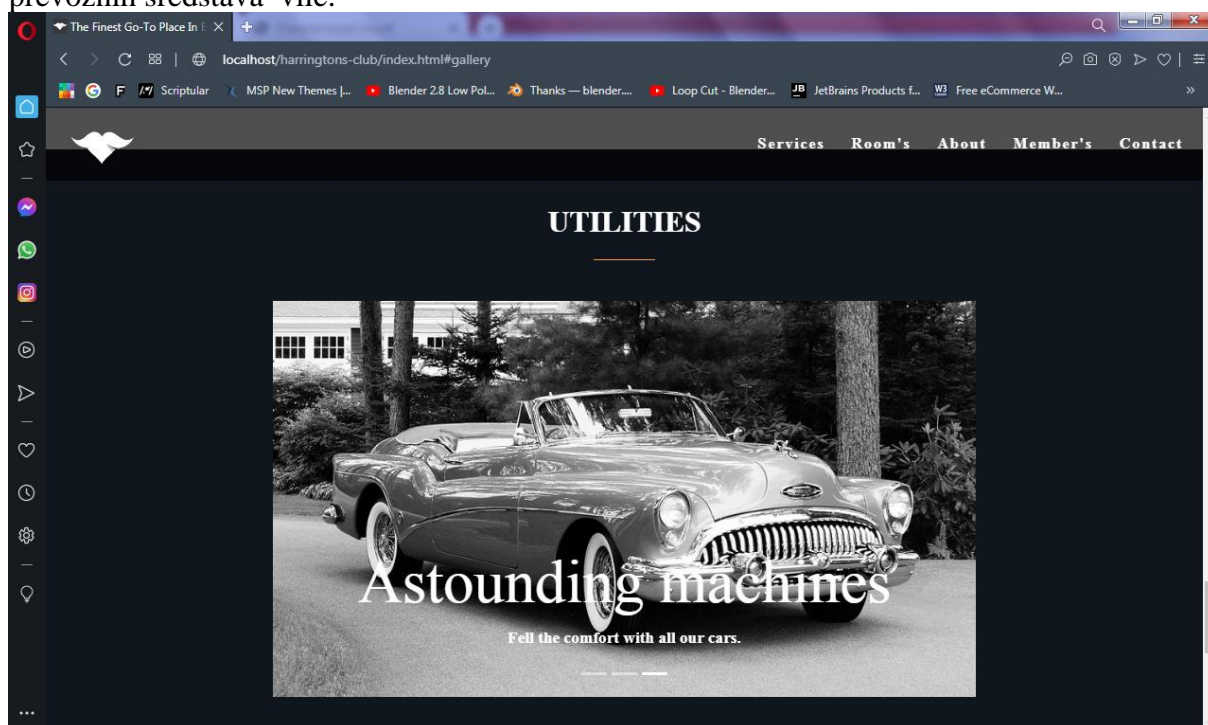 prevoznih sredstava vile.
The Finest Go-To Place In E
localhost/harringtons-club/index.html#gallery
Scriptular
MSP New Themes |...
Blender 2.8 Low Pol...
Thanks — blender....
Loop Cut - Blender...
JetBrains Products f...
Free eCommerce W...
Services Room's About Member's Contact
UTILITIES
Astounding machines
Fell the comfort with all our cars.